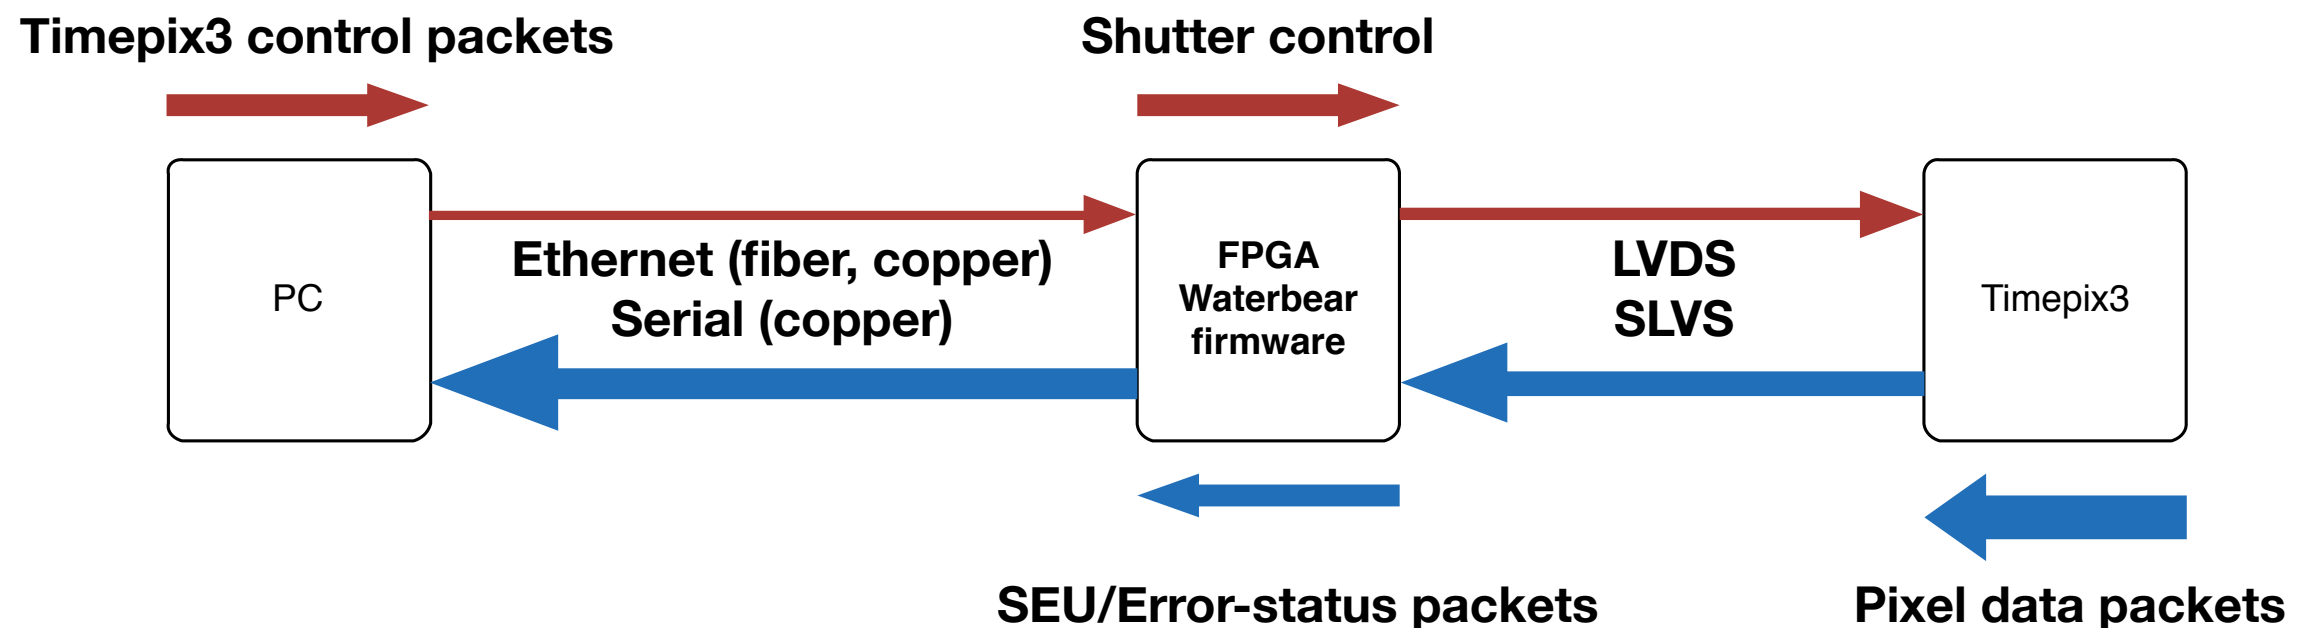 Timepix3 control packets
Shutter control
PC
Ethernet (fiber, copper)
Serial (copper)
FPGA
Waterbear
firmware
LVDS
SLVS
Timepix3
SEU/Error-status packets
Pixel data packets